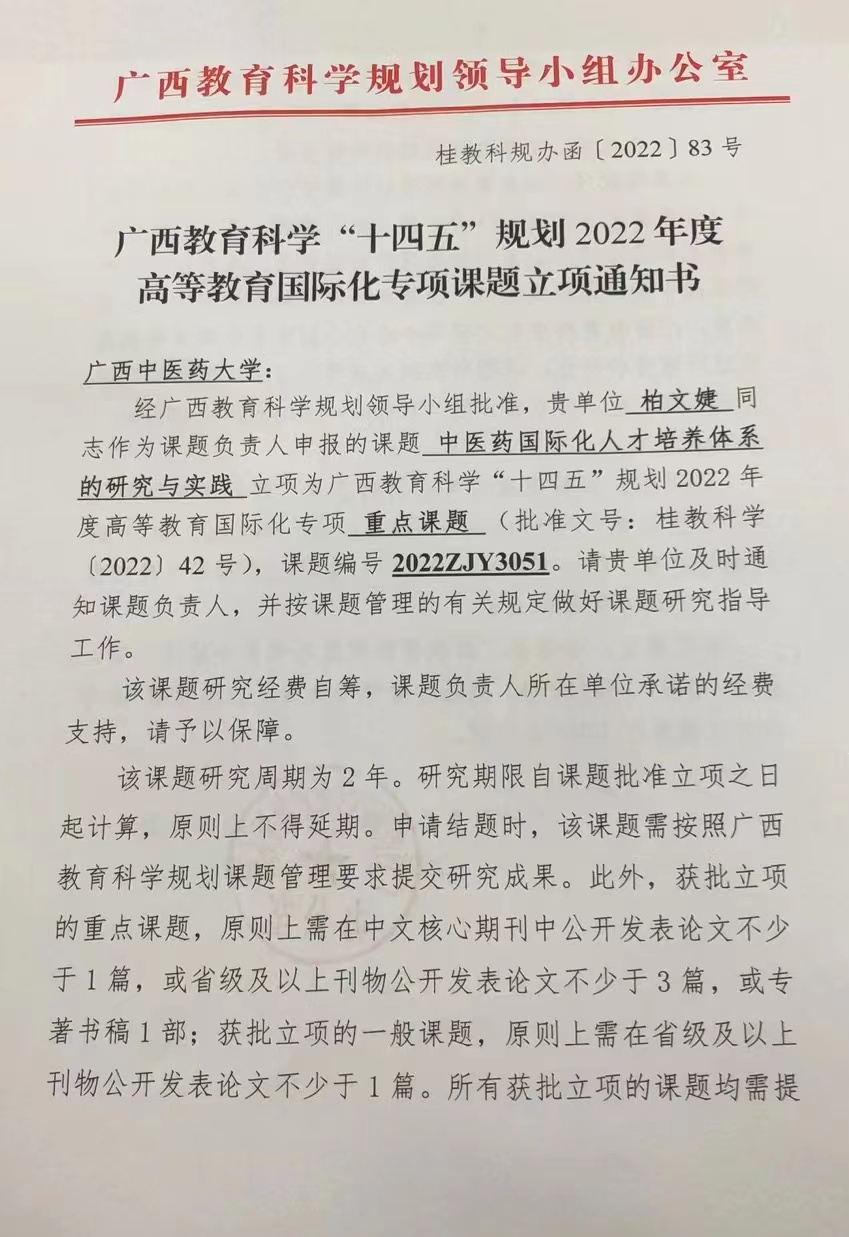 广西教育科学规划领导小组办公室
桂教科规办函〔2022〕83号
广西教育科学“十四五”规划2022年度
高等教育国际化专项课题立项通知书
广西中医药大学：
经广西教育科学规划领导小组批准，贵单位 柏文婕 同
志作为课题负责人申报的课题 中医药国际化人才培养体系
的研究与实践 立项为广西教育科学“十四五”规划2022年
度高等教育国际化专项 重点课题 （批准文号：桂教科学
〔2022〕42号），课题编号 2022ZJY3051。请贵单位及时通
知课题负责人，并按课题管理的有关规定做好课题研究指导
工作。
该课题研究经费自筹，课题负责人所在单位承诺的经费
支持，请予以保障。
该课题研究周期为2年。研究期限自课题批准立项之日
起计算，原则上不得延期。申请结题时，该课题需按照广西
教育科学规划课题管理要求提交研究成果。此外，获批立项
的重点课题，原则上需在中文核心期刊中公开发表论文不少
于1篇，或省级及以上刊物公开发表论文不少于3篇，或专
著书稿1部；获批立项的一般课题，原则上需在省级及以上
刊物公开发表论文不少于1篇。所有获批立项的课题均需提